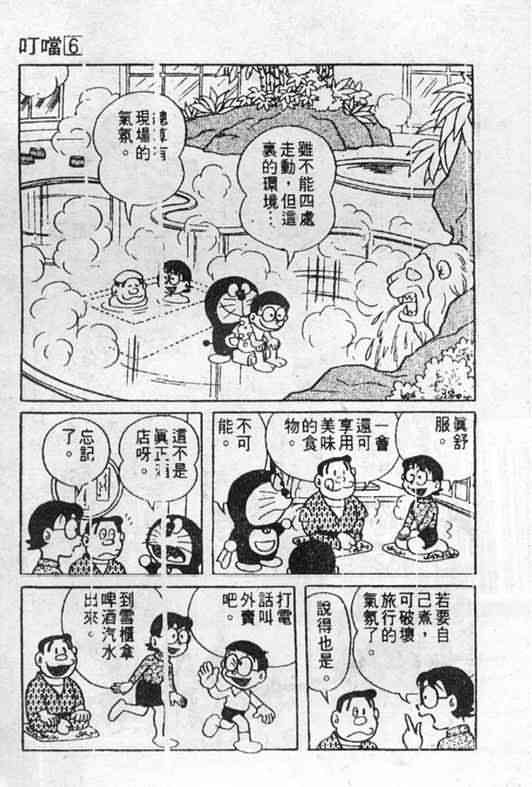 叮噹6
雖不能四處
走動，但這
裏的環境…
總算有
現場的
氣氛。
真舒
服。
一會
還可
享用
美味
的食
物。
不可
能。
這不是
真正的
店呀。
忘記
了。
若要自
己煮，
可破壞
旅行的
氣氛了。
說得也是。
打電
話叫
外賣
吧。
到雪櫃拿
啤酒汽水
出來。